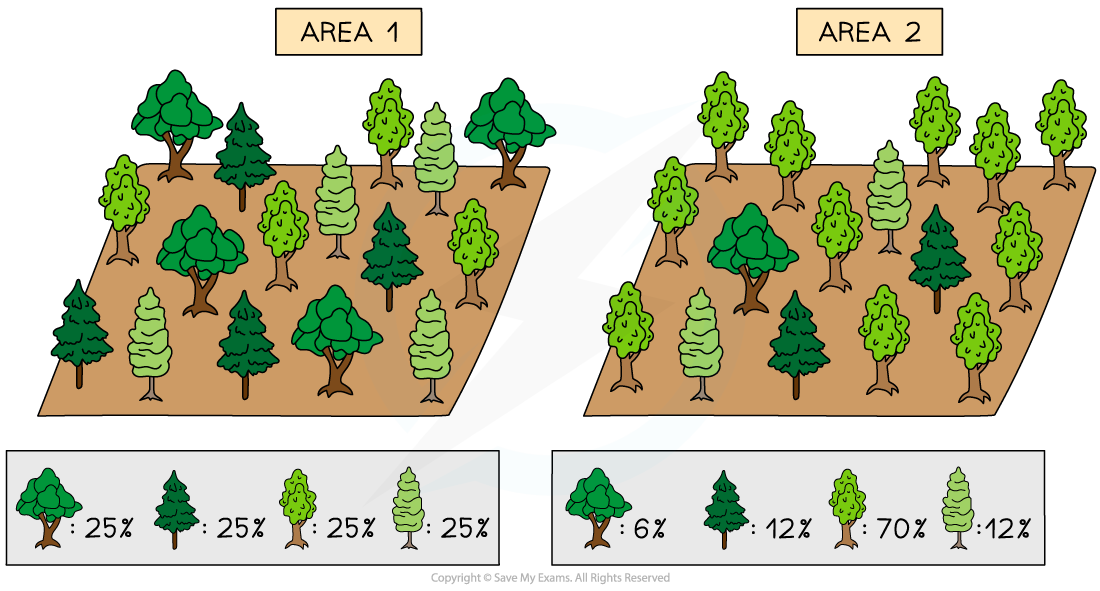 AREA 1
AREA 2
: 25% : 25% : 25% : 25%
: 6% : 12% : 70% : 12%
Copyright © Save My Exams. All Rights Reserved